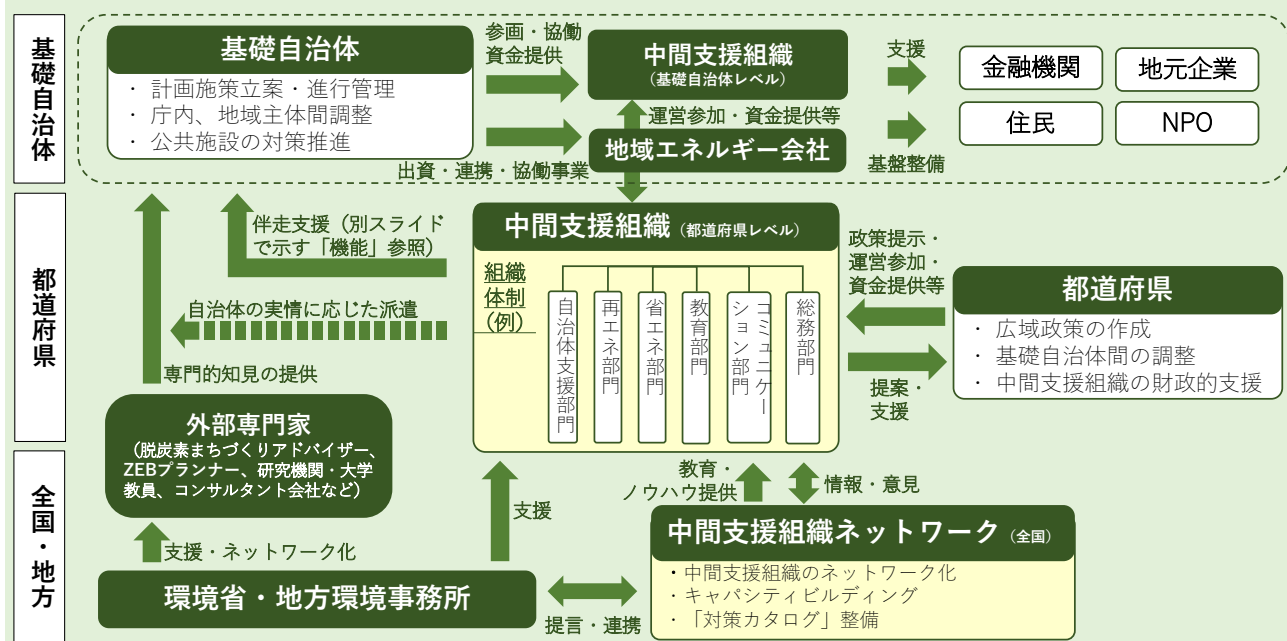 基礎自治体
基礎自治体
・ 計画施策立案・進行管理
・ 庁内、地域主体間調整
・ 公共施設の対策推進
参画・協働
資金提供
中間支援組織
(基礎自治体レベル)
支援
金融機関
地元企業
住民
NPO
運営参加・資金提供等
地域エネルギー会社
出資・連携・協働事業
基盤整備
都道府県
伴走支援（別スライド
で示す「機能」参照）
自治体の実情に応じた派遣
専門的知見の提供
中間支援組織（都道府県レベル）
組織
体制
(例)
自治体支援部門
再エネ部門
省エネ部門
教育部門
コミュニケー
ション部門
総務部門
政策提示・
運営参加・
資金提供等
提案・
支援
都道府県
・ 広域政策の作成
・ 基礎自治体間の調整
・ 中間支援組織の財政的支援
外部専門家
（脱炭素まちづくりアドバイザー、
ZEBプランナー、研究機関・大学
教員、コンサルタント会社など）
全国・地方
支援・ネットワーク化
支援
教育・
ノウハウ提供
情報・意見
環境省・地方環境事務所
提言・連携
中間支援組織ネットワーク（全国）
・中間支援組織のネットワーク化
・キャパシティビルディング
・「対策カタログ」整備